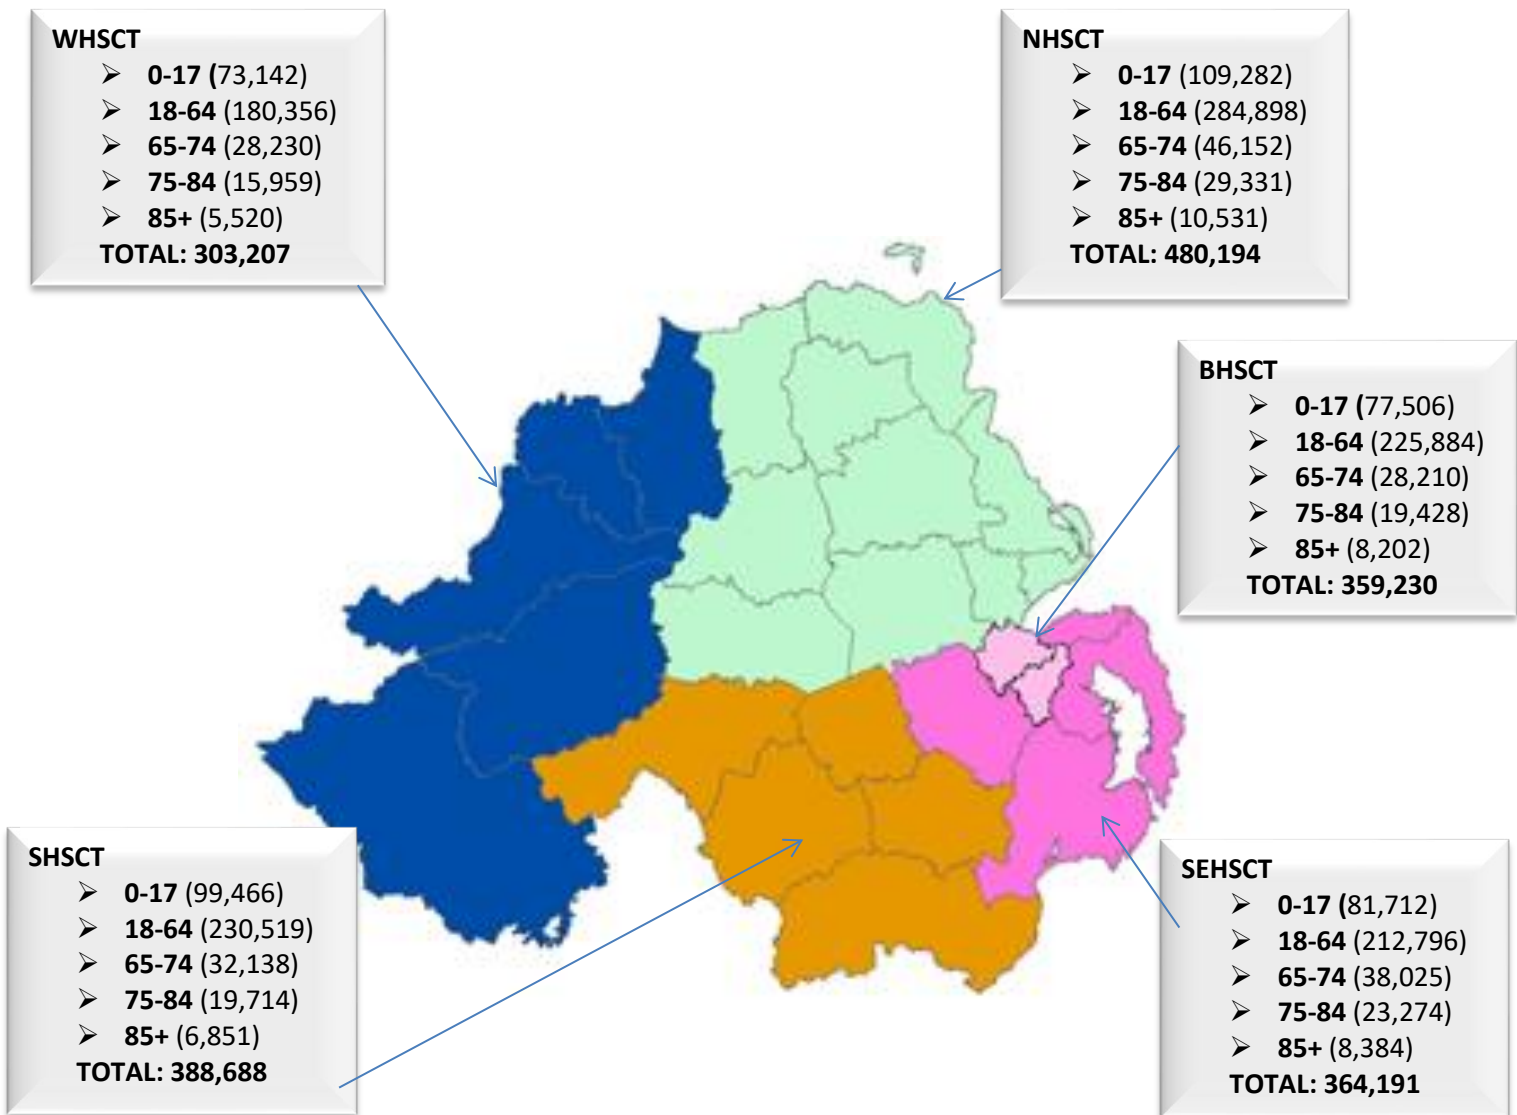 WHSCT
➢ 0-17 (73,142)
➢ 18-64 (180,356)
➢ 65-74 (28,230)
➢ 75-84 (15,959)
➢ 85+ (5,520)
TOTAL: 303,207
NHSCT
➢ 0-17 (109,282)
➢ 18-64 (284,898)
➢ 65-74 (46,152)
➢ 75-84 (29,331)
➢ 85+ (10,531)
TOTAL: 480,194
BHSCT
➢ 0-17 (77,506)
➢ 18-64 (225,884)
➢ 65-74 (28,210)
➢ 75-84 (19,428)
➢ 85+ (8,202)
TOTAL: 359,230
SHSCT
➢ 0-17 (99,466)
➢ 18-64 (230,519)
➢ 65-74 (32,138)
➢ 75-84 (19,714)
➢ 85+ (6,851)
TOTAL: 388,688
SEHSCT
➢ 0-17 (81,712)
➢ 18-64 (212,796)
➢ 65-74 (38,025)
➢ 75-84 (23,274)
➢ 85+ (8,384)
TOTAL: 364,191